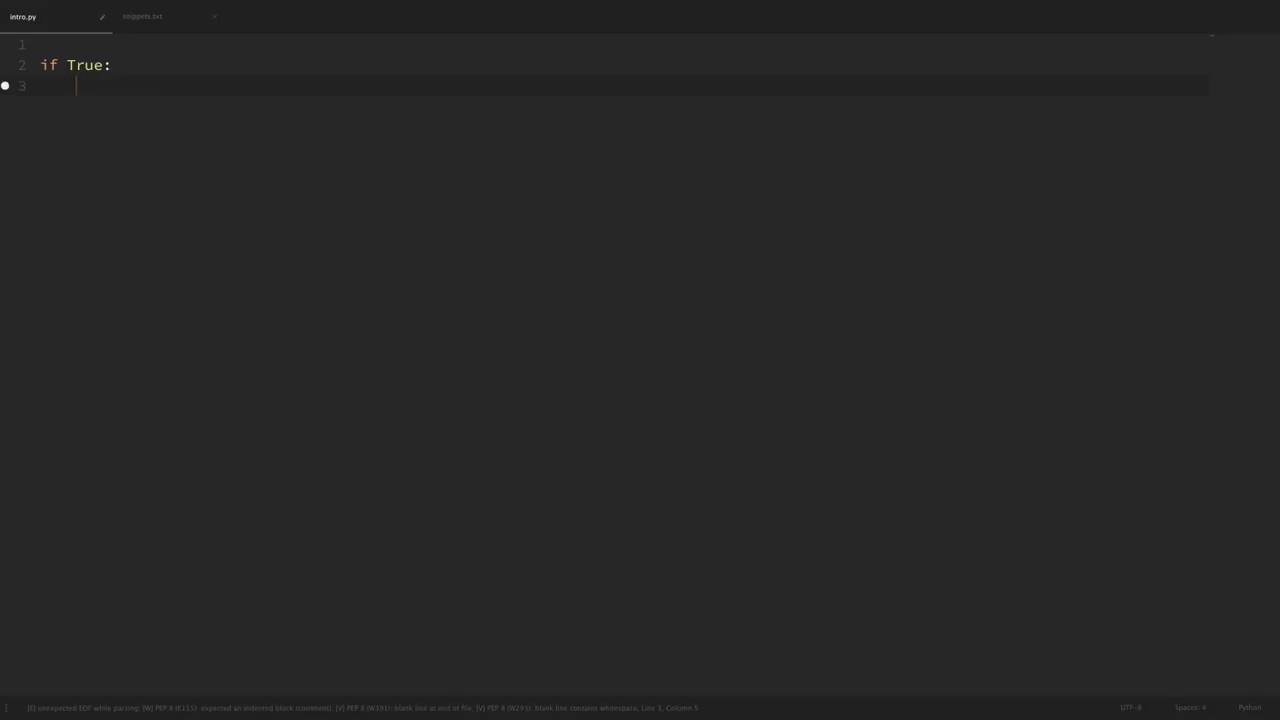 intro.py
snippets.txt
1
2 if True:
3
[E] unexpected EOF while parsing; [W] PEP 8 (E115): expected an indented block (comment), [V] PEP 8 (W391): blank line at end of file, [V] PEP 8 (W293): blank line contains whitespace, Line 3, Column 5
UTF-8
Spaces: 4
Python